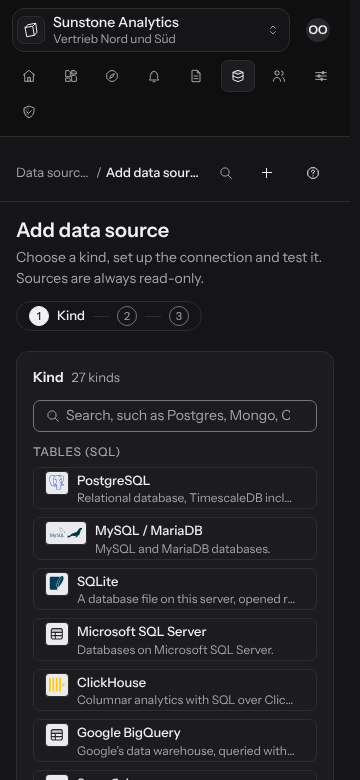 Sunstone Analytics
Vertrieb Nord und Süd
OO
Data sourc... / Add data sour...
Add data source
Choose a kind, set up the connection and test it.
Sources are always read-only.
1 Kind 2 3
Kind 27 kinds
Search, such as Postgres, Mongo, C
TABLES (SQL)
PostgreSQL
Relational database, TimescaleDB incl...
MySQL / MariaDB
MySQL and MariaDB databases.
SQLite
A database file on this server, opened r...
Microsoft SQL Server
Databases on Microsoft SQL Server.
ClickHouse
Columnar analytics with SQL over Clic...
Google BigQuery
Google's data warehouse, queried with...